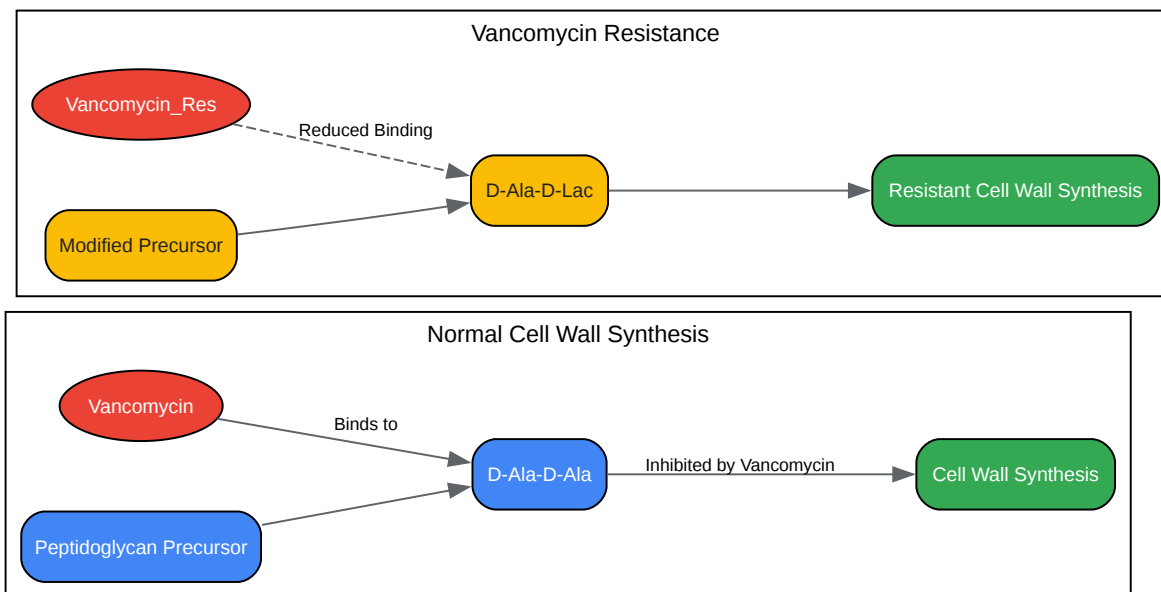 Vancomycin Resistance
Vancomycin_Res
Reduced Binding
Modified Precursor
D-Ala-D-Lac
Resistant Cell Wall Synthesis
Normal Cell Wall Synthesis
Vancomycin
Binds to
Peptidoglycan Precursor
D-Ala-D-Ala
Inhibited by Vancomycin
Cell Wall Synthesis